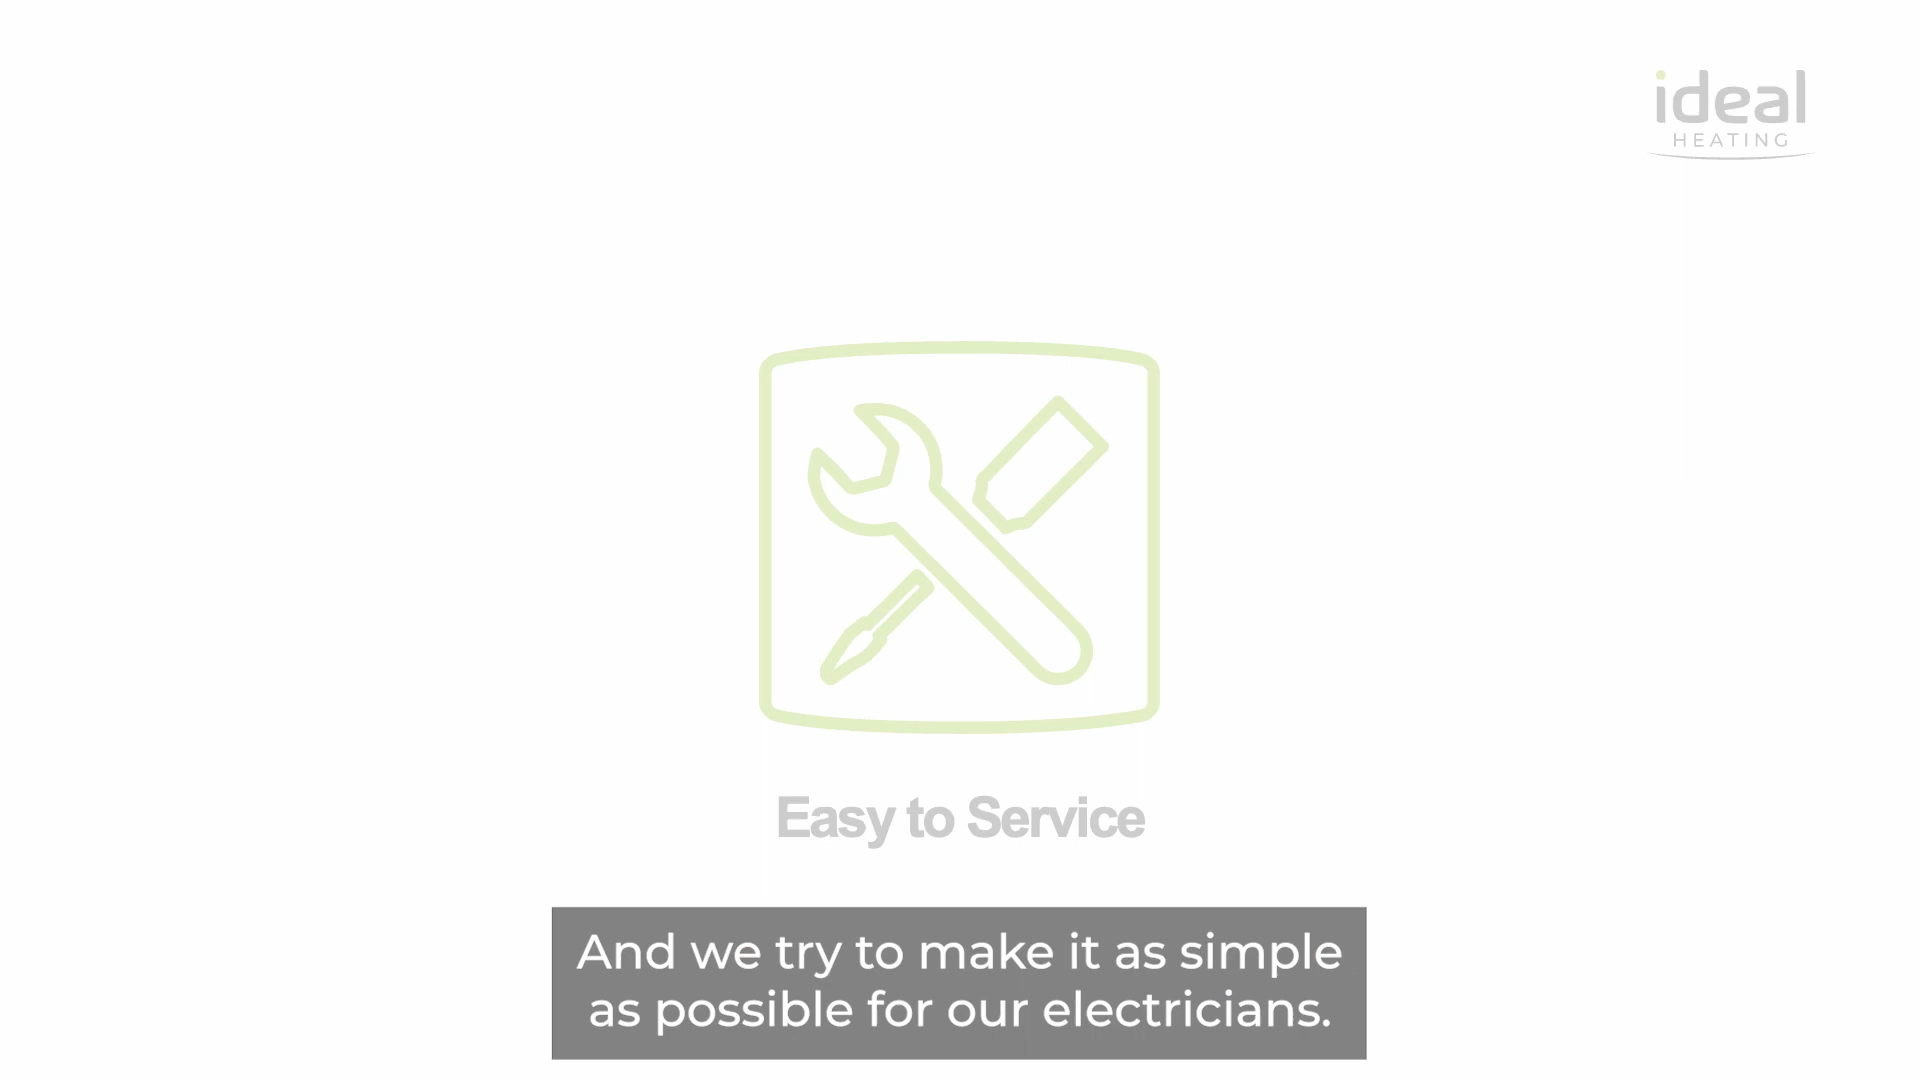 ideal
HEATING
Easy to Service
And we try to make it as simple
as possible for our electricians.